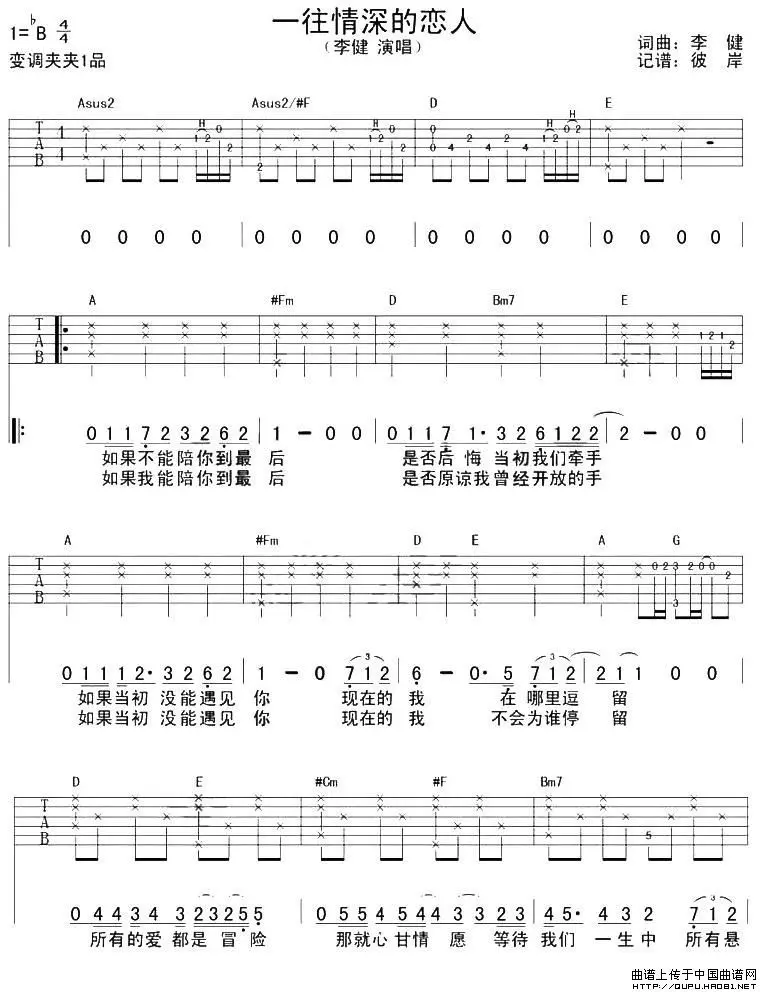 一往情深的恋人
1=♭B 4/4
（李健 演唱）
词曲：李 健
变调夹夹1品
记谱：彼 岸
Asus2 Asus2/#F D E
0 0 0 0 0 0 0 0 0 0 0 0 0 0 0 0
A #Fm D Bm7 E
0 1 1 7 2 3 2 6 2 1 – 0 0 0 1 1 7 1· 3 2 6 1 2 2 2 – 0 0
如果不能陪你到最 后 是否后 悔 当初我们牵手
如果我能陪你到最 后 是否原谅我曾经开放的手
A #Fm D E A G
0 1 1 1 2· 3 2 6 2 1 – 0 7 1 2 6 – 0· 5 7 1 2 2 1 1 0 0
如果当初 没能遇见 你 现在的 我 在 哪里逗 留
如果当初 没能遇见 你 现在的 我 不会为谁停 留
D E #Cm #F Bm7
0 4 4 3 4 3 2 3 2 5 5 0 5 5 4 5 4 3 3 2 3 4 5· 4 3 2 7 1 2
所有的爱 都是 冒 险 那就心 甘情 愿 等待 我们 一生中 所有悬
曲谱上传于中国曲谱网
HTTP://QUPU.HAO81.NET